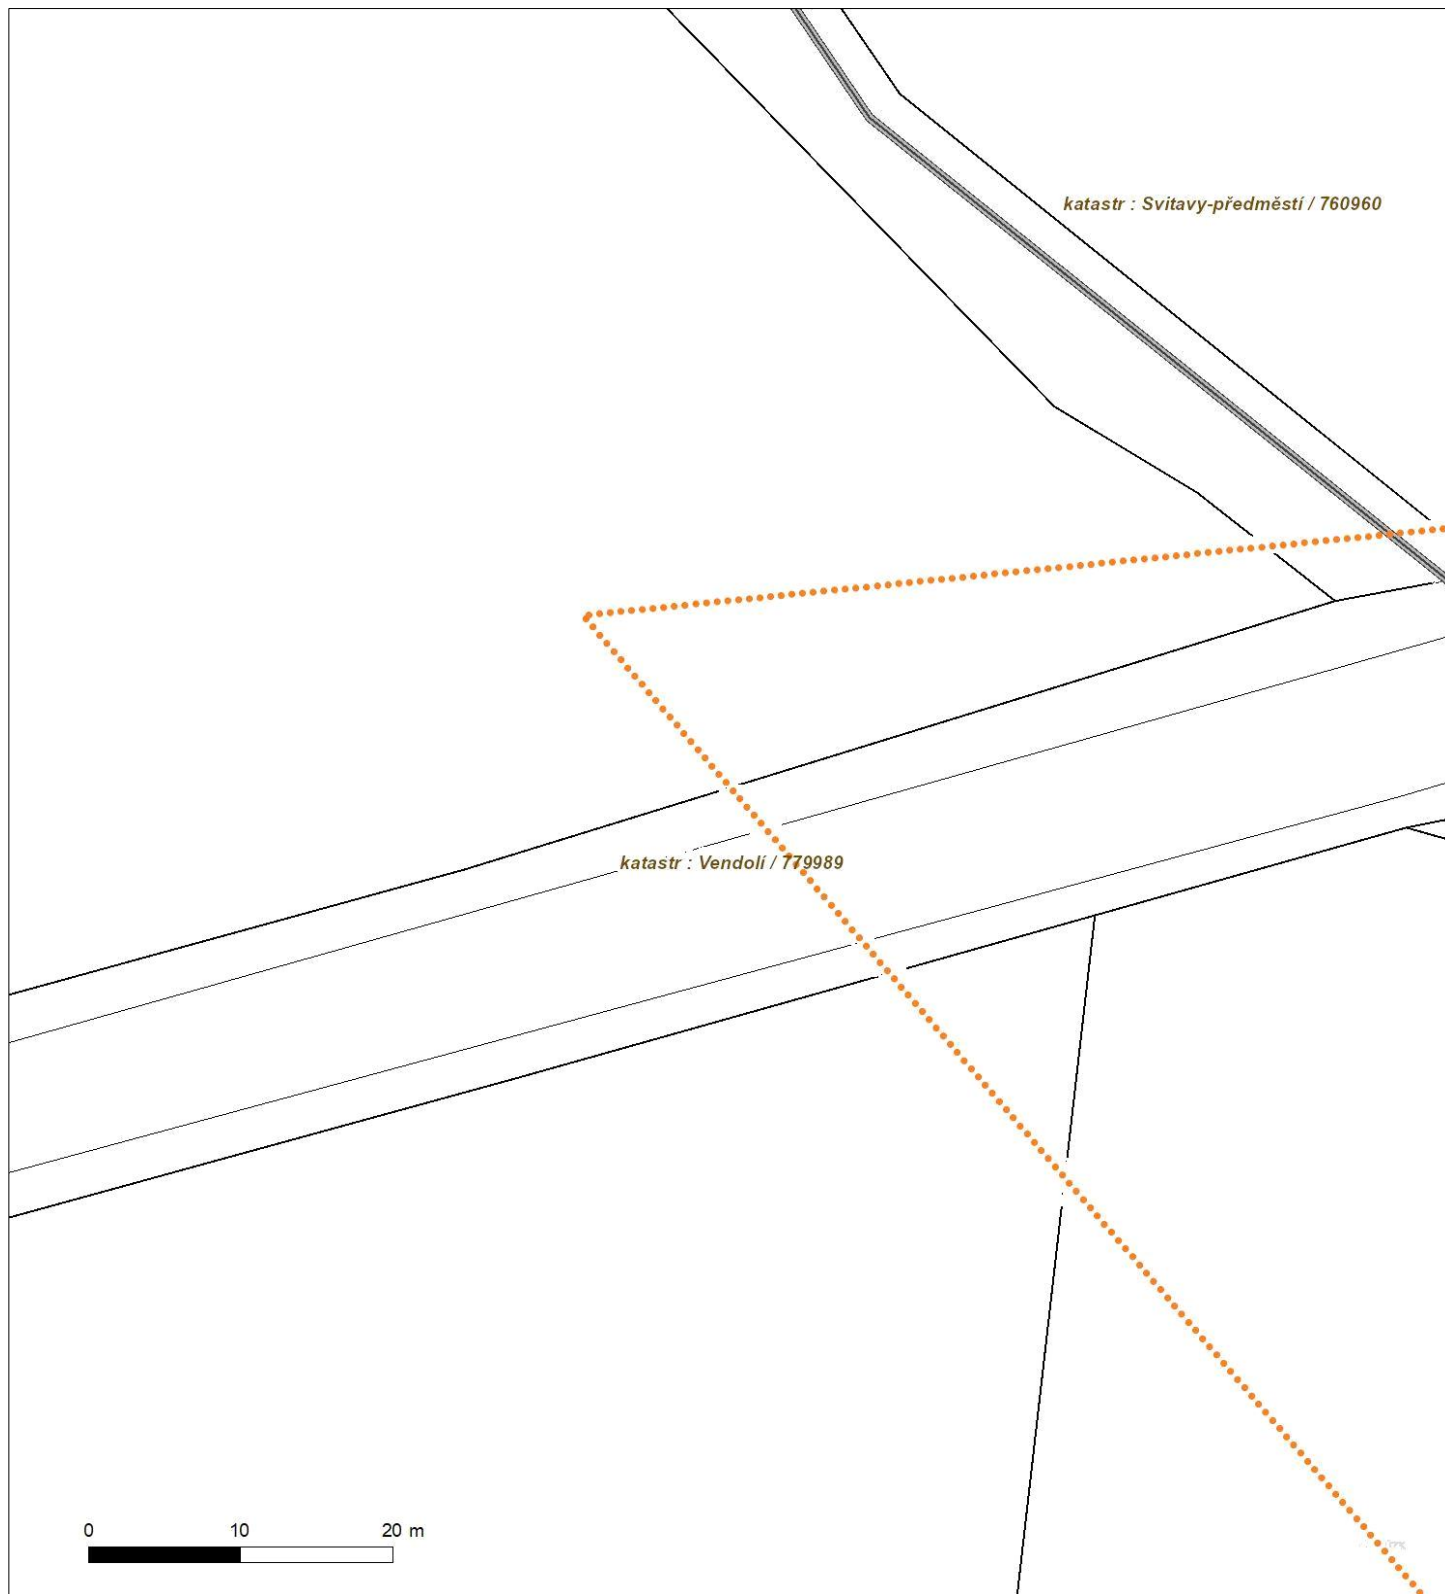 katastr : Svitavy-předměstí / 760960
katastr : Vendolí / 779989
0 10 20 m